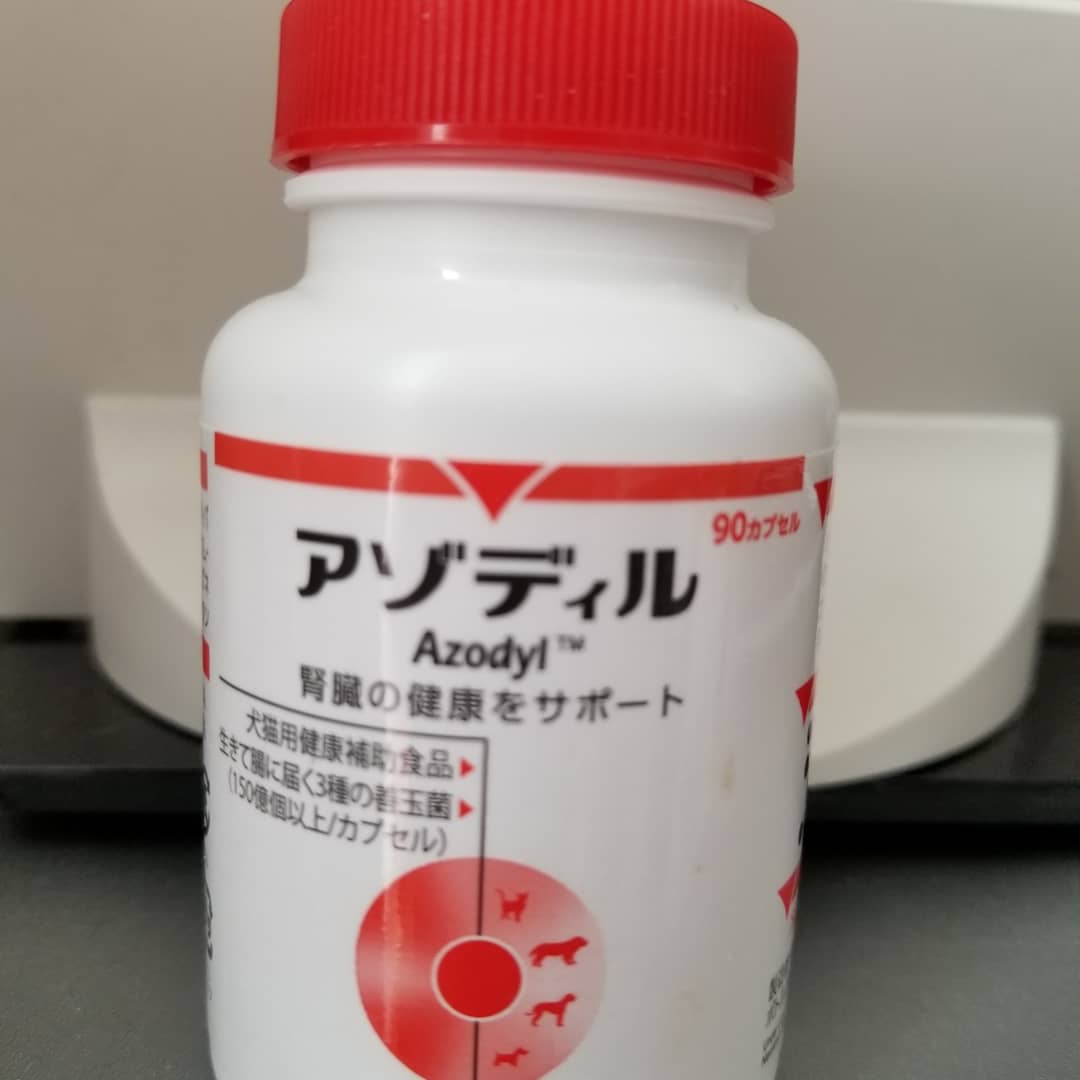 90カプセル
アゾディル
Azodyl™
腎臓の健康をサポート
犬猫用健康補助食品
生きて腸に届く3種の善玉菌
(150億個以上/カプセル)